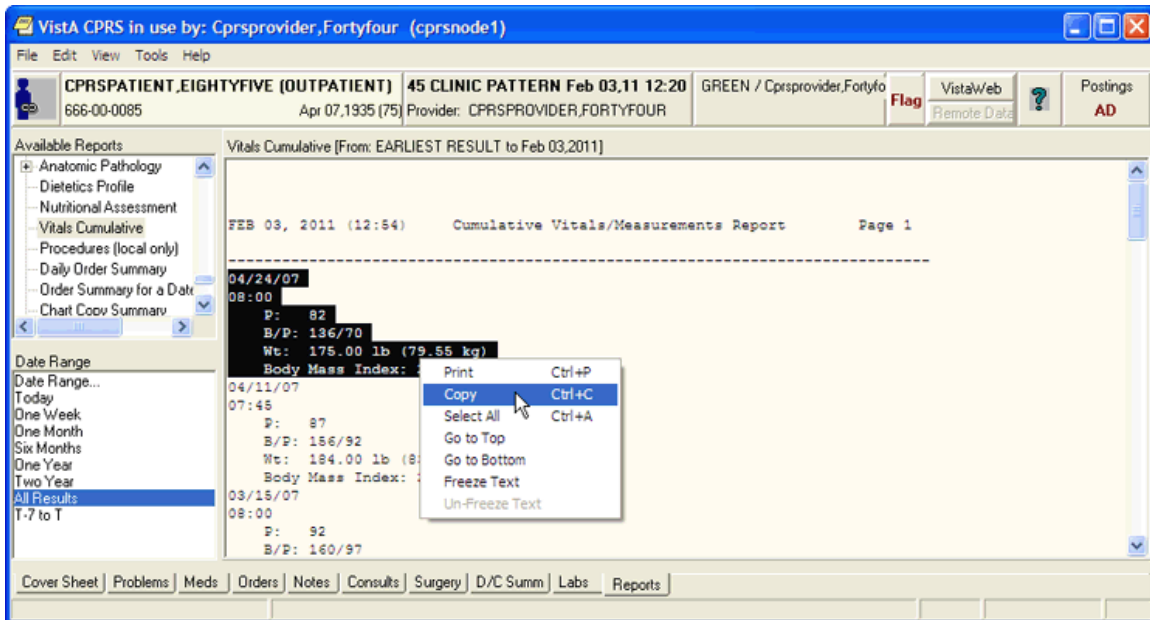 VistA CPRS in use by: Cprsprovider,Fortyfour (cprsnode1)
File Edit View Tools Help
CPRSPATIENT,EIGHTYFIVE (OUTPATIENT)
666-00-0085 Apr 07,1935 (75)
45 CLINIC PATTERN Feb 03,11 12:20
Provider: CPRSPROVIDER,FORTYFOUR
GREEN / Cprsprovider,Fortyfo
Flag
VistaWeb
Remote Data
?
Postings
AD
Available Reports
Anatomic Pathology
Dietetics Profile
Nutritional Assessment
Vitals Cumulative
Procedures (local only)
Daily Order Summary
Order Summary for a Date
Chart Copy Summary
Date Range
Date Range...
Today
One Week
One Month
Six Months
One Year
Two Year
All Results
T-7 to T
Vitals Cumulative [From: EARLIEST RESULT to Feb 03,2011]
FEB 03, 2011 (12:54) Cumulative Vitals/Measurements Report Page 1
--------------------------------------------------------------------------------
04/24/07
08:00
P: 82
B/P: 136/70
Wt: 175.00 lb (79.55 kg)
Body Mass Index:
04/11/07
07:45
P: 87
B/P: 156/92
Wt: 184.00 lb (8
Body Mass Index:
03/15/07
08:00
P: 92
B/P: 160/97
Print Ctrl+P
Copy Ctrl+C
Select All Ctrl+A
Go to Top
Go to Bottom
Freeze Text
Un-Freeze Text
Cover Sheet Problems Meds Orders Notes Consults Surgery D/C Summ Labs Reports